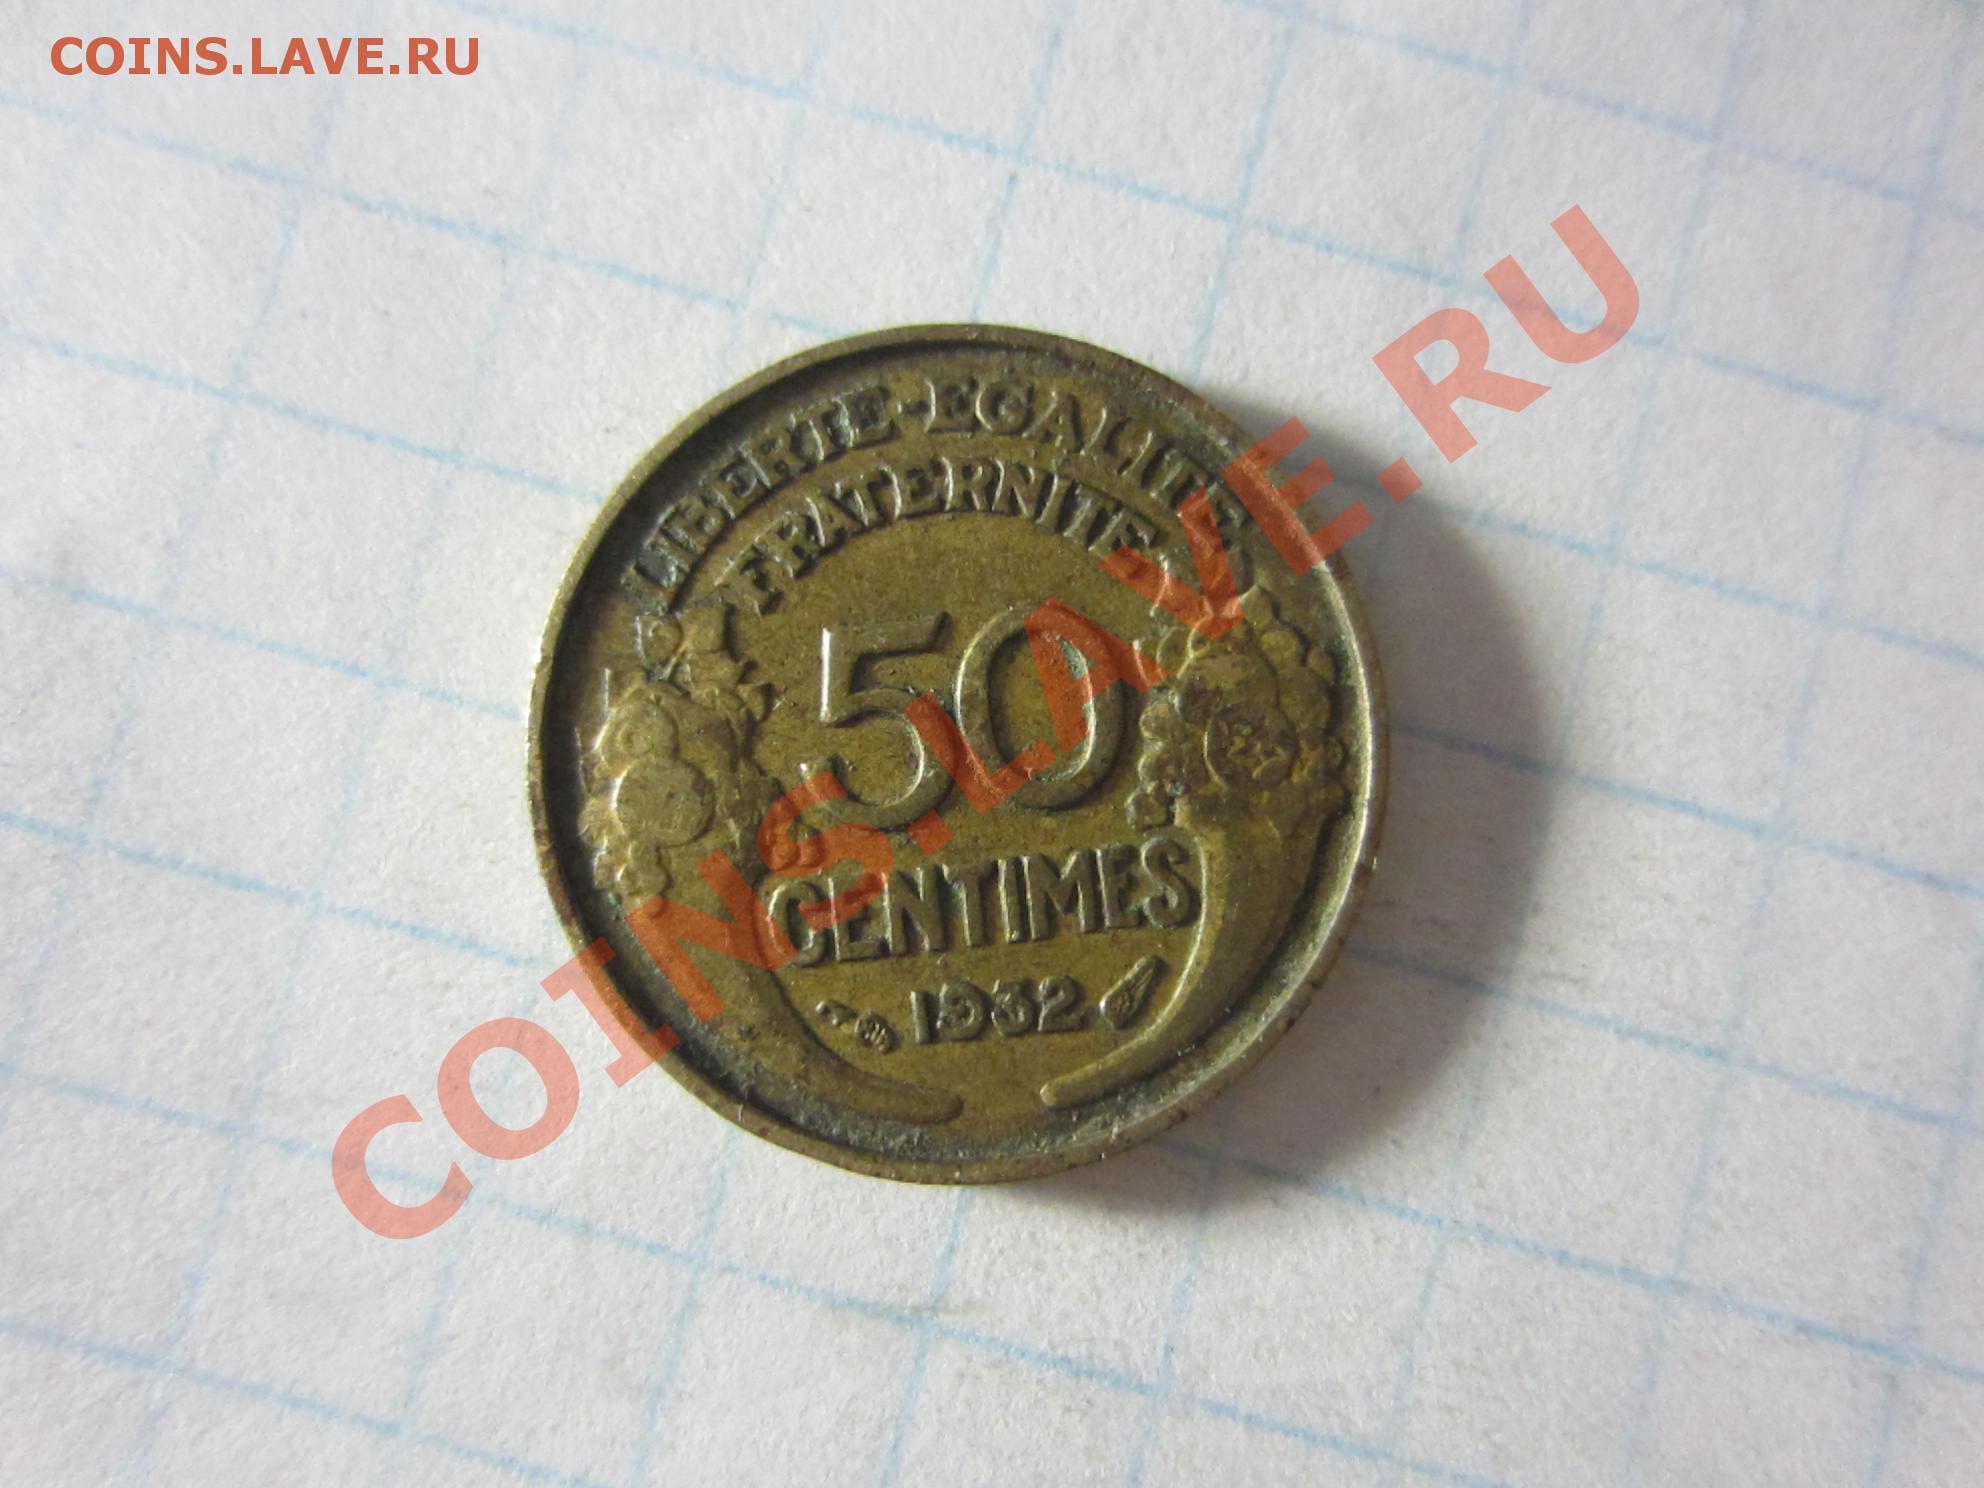 COINS.LAVE.RU
LIBERTE-EGALITE
FRATERNITE
50
CENTIMES
1932
COINS.LAVE.RU